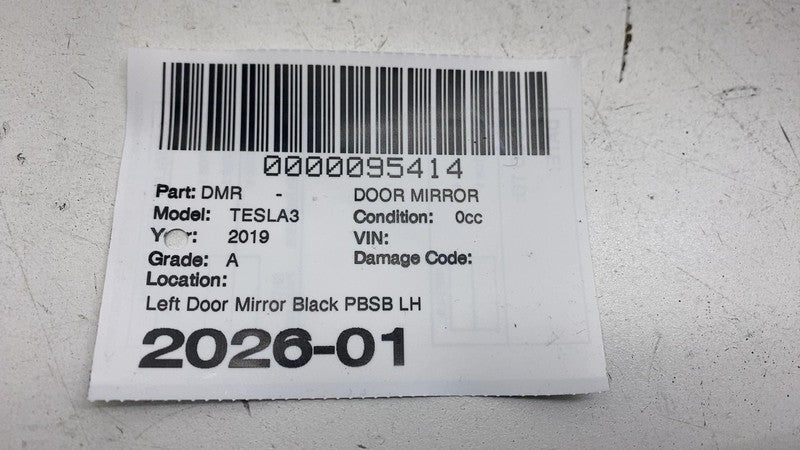 0000095414
Part: DMR - DOOR MIRROR
Model: TESLA3 Condition: 0cc
Year: 2019 VIN:
Grade: A Damage Code:
Location:
Left Door Mirror Black PBSB LH
2026-01